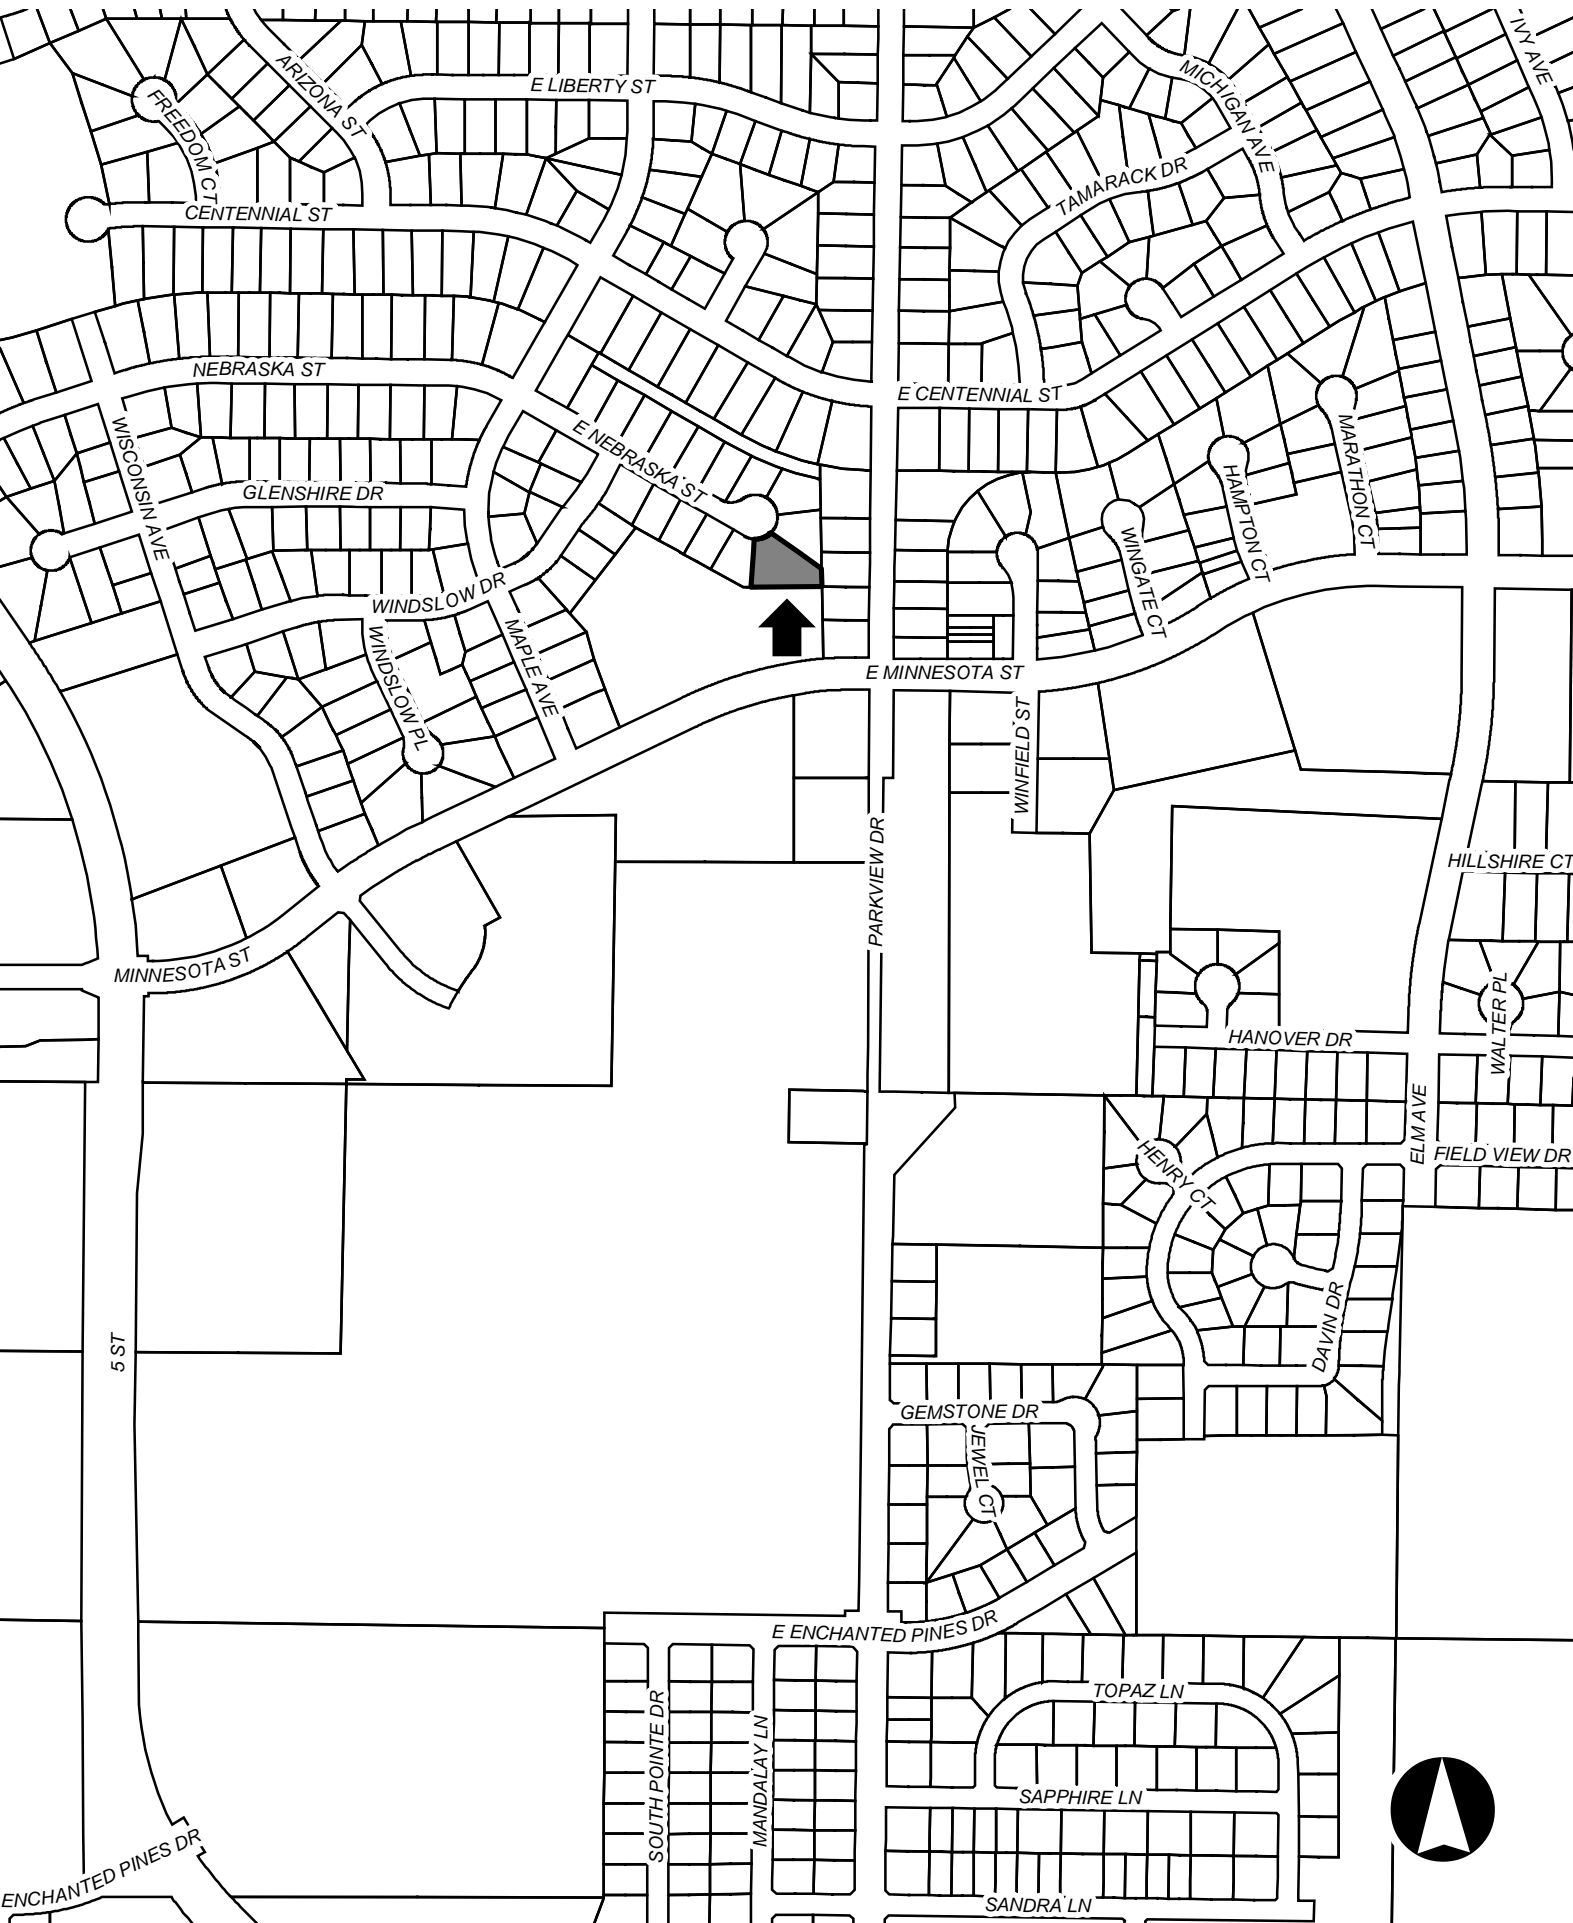 IVY AVE
ARIZONA ST
E LIBERTY ST
MICHIGAN AVE
FREEDOM CT
TAMARACK DR
CENTENNIAL ST
NEBRASKA ST
E CENTENNIAL ST
WISCONSIN AVE
E NEBRASKA ST
MARATHON CT
HAMPTON CT
GLENSHIRE DR
WINGATE CT
WINDSLOW DR
MAPLE AVE
WINDSLOW PL
E MINNESOTA ST
WINFIELD ST
PARKVIEW DR
HILLSHIRE CT
MINNESOTA ST
WALTER PL
HANOVER DR
ELM AVE
HENRY CT
FIELD VIEW DR
DAVIN DR
5 ST
GEMSTONE DR
JEWEL CT
E ENCHANTED PINES DR
TOPAZ LN
SOUTH POINTE DR
MANDALAY LN
SAPPHIRE LN
ENCHANTED PINES DR
SANDRA LN